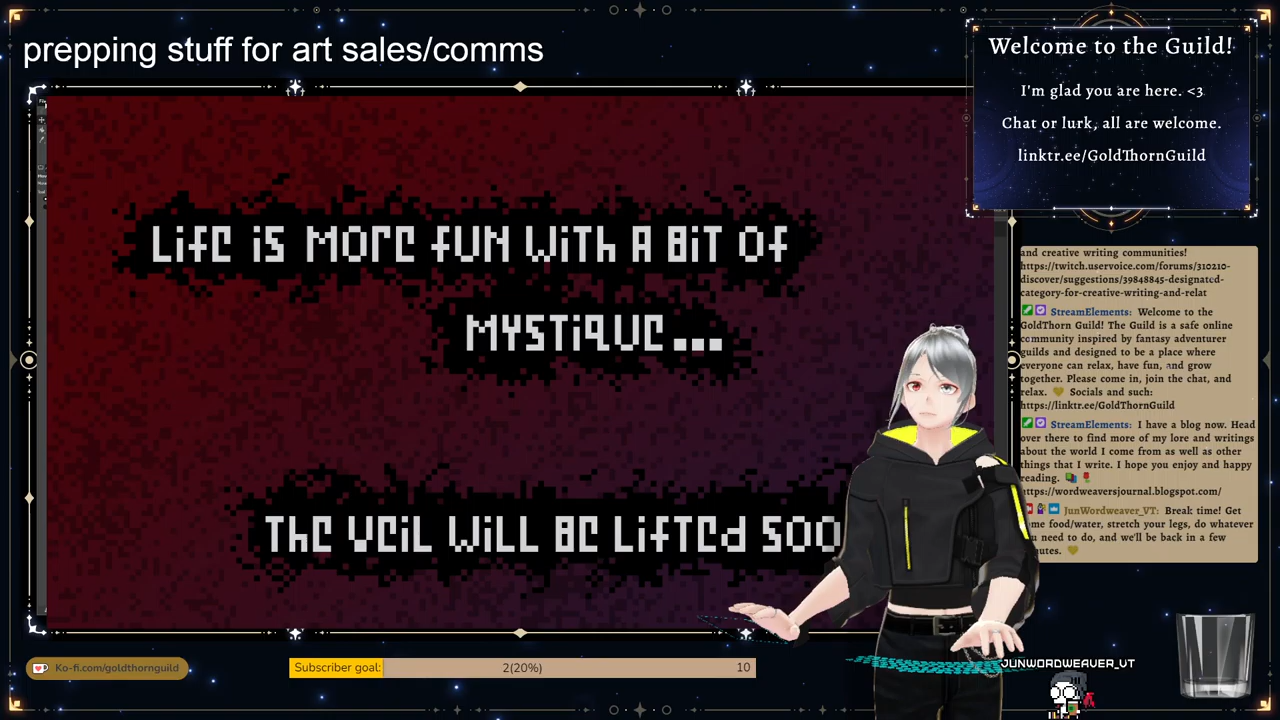 prepping stuff for art sales/comms
Welcome to the Guild!
I'm glad you are here. <3
Chat or lurk, all are welcome.
linktr.ee/GoldThornGuild
Life is more fun with a bit of
mystique...
The veil will be lifted soo
and creative writing communities!
https://twitch.uservoice.com/forums/310210-
discover/suggestions/39848845-designated-
category-for-creative-writing-and-relat
StreamElements: Welcome to the
GoldThorn Guild! The Guild is a safe online
community inspired by fantasy adventurer
guilds and designed to be a place where
everyone can relax, have fun, and grow
together. Please come in, join the chat, and
relax. 💛 Socials and such:
https://linktr.ee/GoldThornGuild
StreamElements: I have a blog now. Head
over there to find more of my lore and writings
about the world I come from as well as other
things that I write. I hope you enjoy and happy
reading. 📚 🌹
https://wordweaversjournal.blogspot.com/
JunWordweaver_VT: Break time! Get
me food/water, stretch your legs, do whatever
u need to do, and we'll be back in a few
utes. 💛
Ko-fi.com/goldthornguild
Subscriber goal: 2(20%) 10
JUNWORDWEAVER_VT